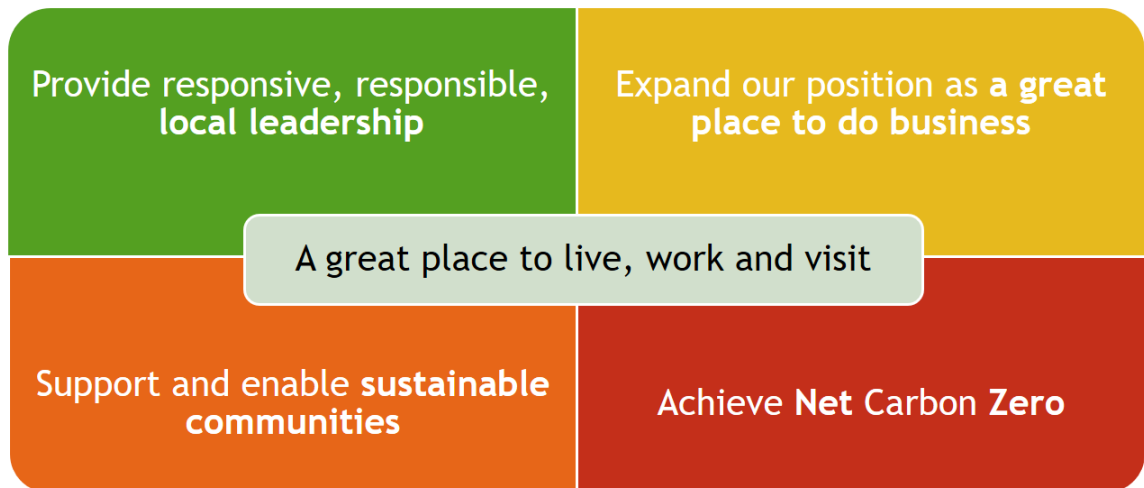 Provide responsive, responsible,
local leadership
Expand our position as a great
place to do business
A great place to live, work and visit
Support and enable sustainable
communities
Achieve Net Carbon Zero